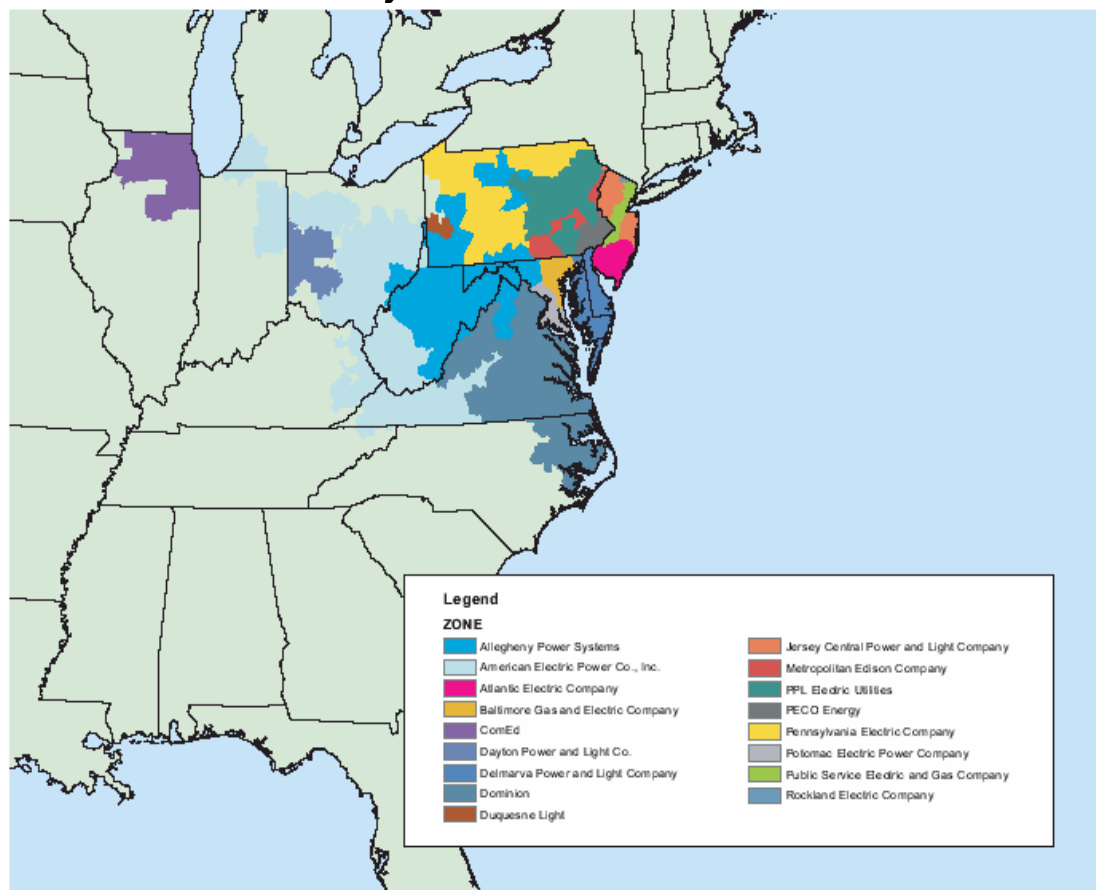 Legend
ZONE
Allegheny Power Systems
American Electric Power Co., Inc.
Atlantic Electric Company
Baltimore Gas and Electric Company
ComEd
Dayton Power and Light Co.
Delmarva Power and Light Company
Dominion
Duquesne Light
Jersey Central Power and Light Company
Metropolitan Edison Company
PPL Electric Utilities
PECO Energy
Pennsylvania Electric Company
Potomac Electric Power Company
Public Service Electric and Gas Company
Rockland Electric Company